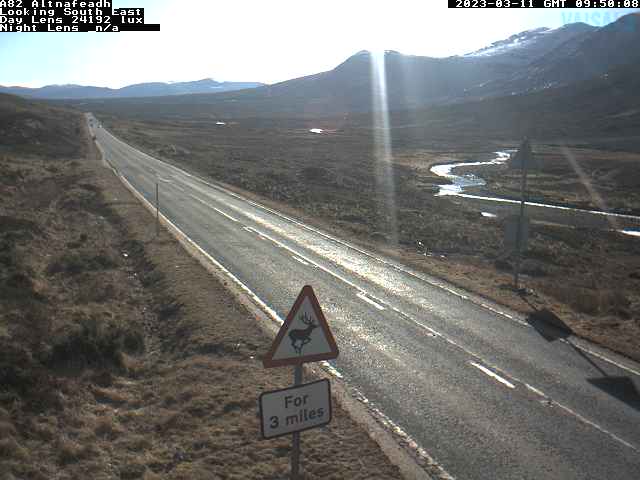 A82 Altnafeadh
Looking South East
Day Lens 24192 lux
Night Lens  n/a
2023-03-11 GMT 09:50:08
VAISALA
For
3 miles